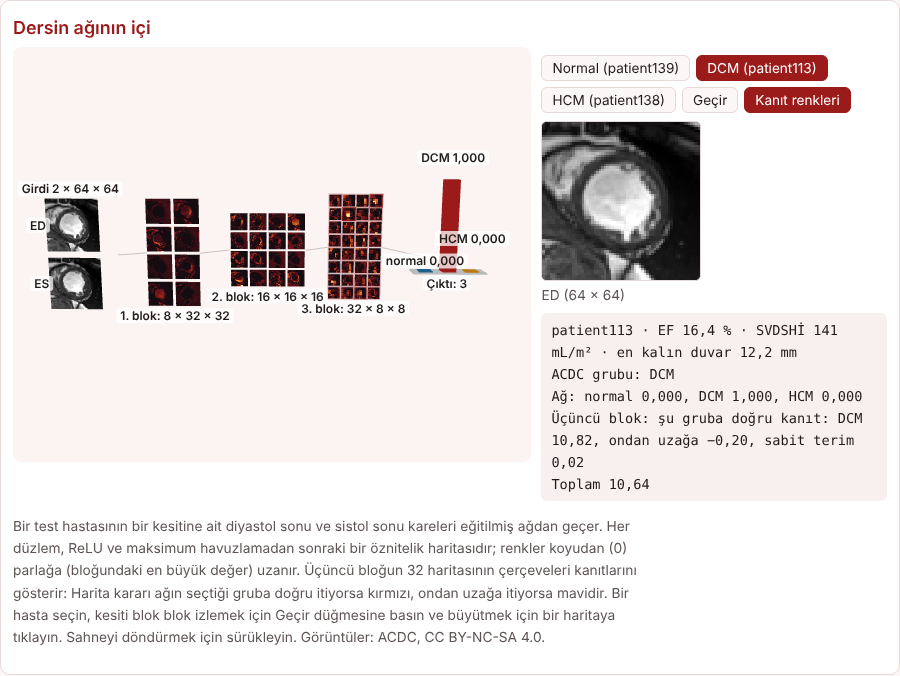 Dersin ağının içi
Normal (patient139)
DCM (patient113)
HCM (patient138)
Geçir
Kanıt renkleri
DCM 1,000
Girdi 2 × 64 × 64
ED
HCM 0,000
normal 0,000
ES
Çıktı: 3
2. blok: 16 × 16 × 16
3. blok: 32 × 8 × 8
1. blok: 8 × 32 × 32
ED (64 × 64)
patient113 · EF 16,4 % · SVDSHİ 141
mL/m² · en kalın duvar 12,2 mm
ACDC grubu: DCM
Ağ: normal 0,000, DCM 1,000, HCM 0,000
Üçüncü blok: şu gruba doğru kanıt: DCM
10,82, ondan uzağa −0,20, sabit terim
0,02
Toplam 10,64
Bir test hastasının bir kesitine ait diyastol sonu ve sistol sonu kareleri eğitilmiş ağdan geçer. Her
düzlem, ReLU ve maksimum havuzlamadan sonraki bir öznitelik haritasıdır; renkler koyudan (0)
parlağa (bloğundaki en büyük değer) uzanır. Üçüncü bloğun 32 haritasının çerçeveleri kanıtlarını
gösterir: Harita kararı ağın seçtiği gruba doğru itiyorsa kırmızı, ondan uzağa itiyorsa mavidir. Bir
hasta seçin, kesiti blok blok izlemek için Geçir düğmesine basın ve büyütmek için bir haritaya
tıklayın. Sahneyi döndürmek için sürükleyin. Görüntüler: ACDC, CC BY-NC-SA 4.0.